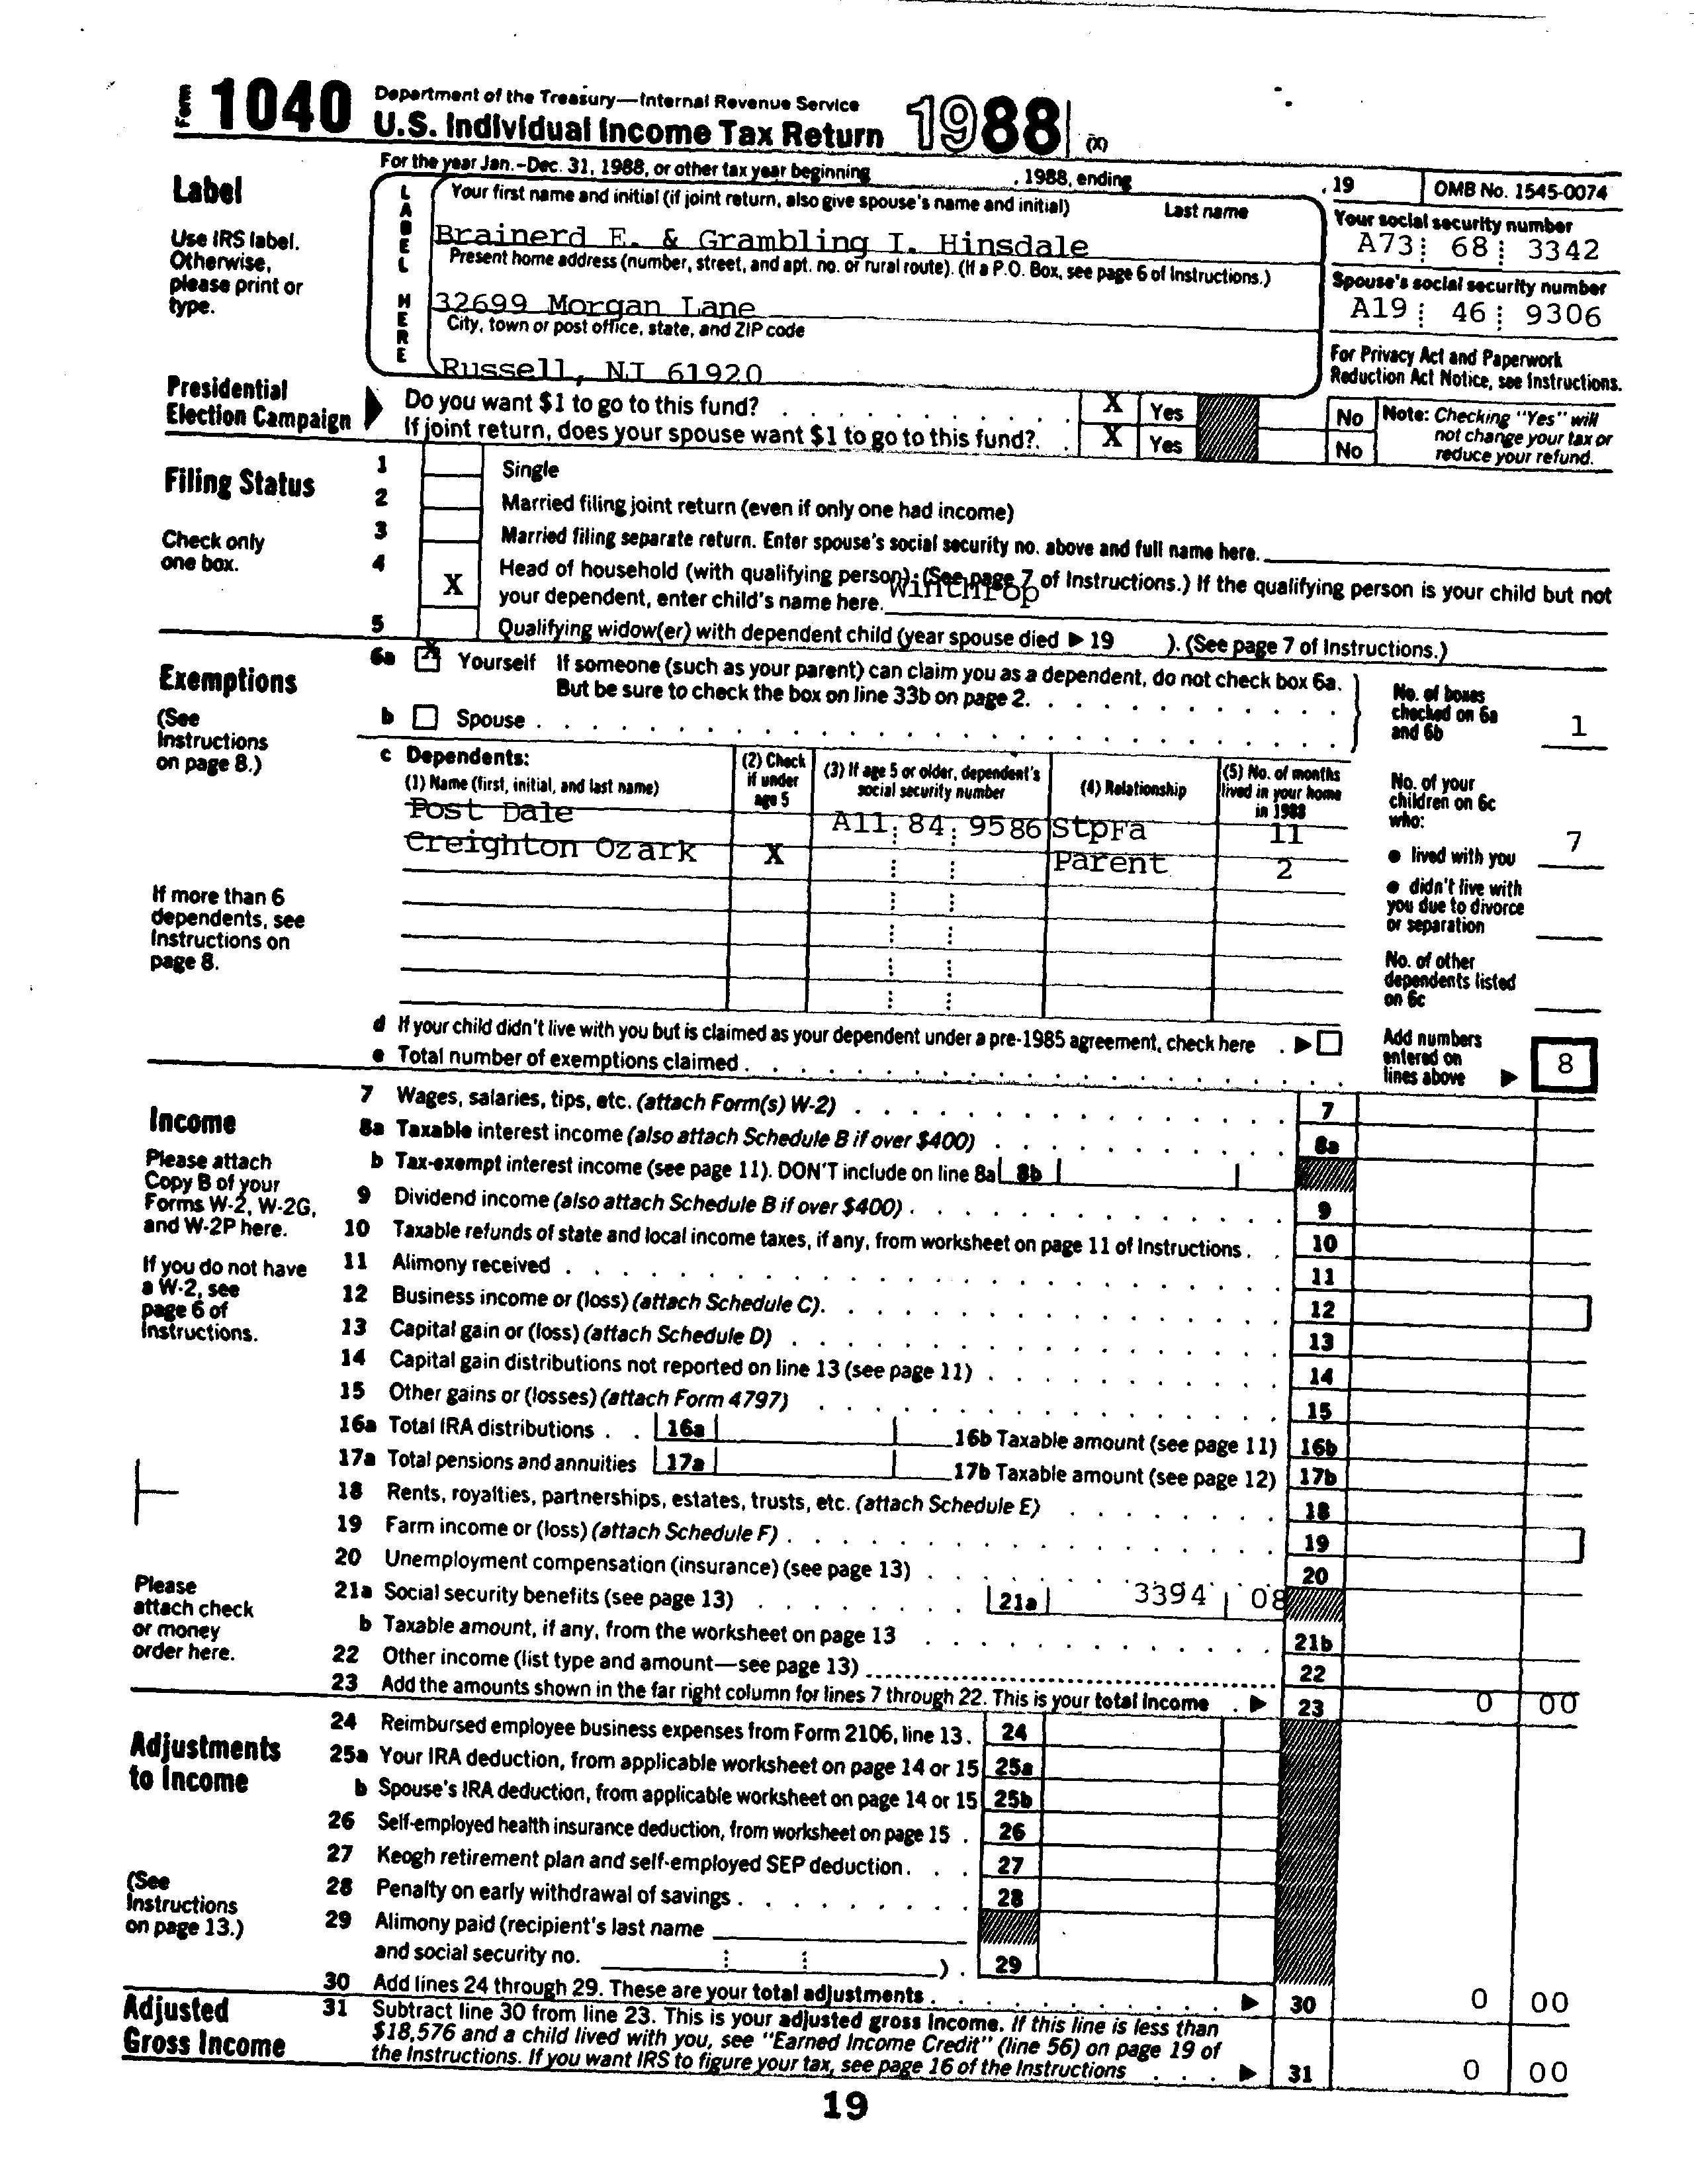 Form 1040 Department of the Treasury—Internal Revenue Service
U.S. Individual Income Tax Return 1988 (X)
For the year Jan.-Dec. 31, 1988, or other tax year beginning , 1988, ending , 19 OMB No. 1545-0074
Label
Use IRS label.
Otherwise,
please print or
type.
LABEL HERE
Your first name and initial (if joint return, also give spouse's name and initial) Last name
Brainerd E. & Grambling I. Hinsdale
Your social security number
A73 68 3342
Present home address (number, street, and apt. no. or rural route). (If a P.O. Box, see page 6 of Instructions.)
32699 Morgan Lane
Spouse's social security number
A19 46 9306
City, town or post office, state, and ZIP code
Russell, NJ 61920
For Privacy Act and Paperwork
Reduction Act Notice, see Instructions.
Presidential
Election Campaign
Do you want $1 to go to this fund? X Yes No
If joint return, does your spouse want $1 to go to this fund?. X Yes No
Note: Checking "Yes" will
not change your tax or
reduce your refund.
Filing Status
Check only
one box.
1 Single
2 Married filing joint return (even if only one had income)
3 Married filing separate return. Enter spouse's social security no. above and full name here.
4 X Head of household (with qualifying person). (See page 7 of Instructions.) If the qualifying person is your child but not
your dependent, enter child's name here. Winthrop
5 Qualifying widow(er) with dependent child (year spouse died ▶ 19 ). (See page 7 of Instructions.)
Exemptions
(See
Instructions
on page 8.)
6a X Yourself If someone (such as your parent) can claim you as a dependent, do not check box 6a.
But be sure to check the box on line 33b on page 2.
b Spouse
No. of boxes
checked on 6a
and 6b 1
c Dependents:
(1) Name (first, initial, and last name)
(2) Check
if under
age 5
(3) If age 5 or older, dependent's
social security number
(4) Relationship
(5) No. of months
lived in your home
in 1988
Post Dale A11 84 9586 StpFa 11
Creighton Ozark X Parent 2
No. of your
children on 6c
who:
● lived with you 7
● didn't live with
you due to divorce
or separation
No. of other
dependents listed
on 6c
If more than 6
dependents, see
Instructions on
page 8.
d If your child didn't live with you but is claimed as your dependent under a pre-1985 agreement, check here . ▶
e Total number of exemptions claimed
Add numbers
entered on
lines above ▶ 8
Income
Please attach
Copy B of your
Forms W-2, W-2G,
and W-2P here.
If you do not have
a W-2, see
page 6 of
Instructions.
7 Wages, salaries, tips, etc. (attach Form(s) W-2) 7
8a Taxable interest income (also attach Schedule B if over $400) 8a
b Tax-exempt interest income (see page 11). DON'T include on line 8a 8b
9 Dividend income (also attach Schedule B if over $400) 9
10 Taxable refunds of state and local income taxes, if any, from worksheet on page 11 of Instructions 10
11 Alimony received 11
12 Business income or (loss) (attach Schedule C). 12
13 Capital gain or (loss) (attach Schedule D) 13
14 Capital gain distributions not reported on line 13 (see page 11) 14
15 Other gains or (losses) (attach Form 4797) 15
16a Total IRA distributions 16a 16b Taxable amount (see page 11) 16b
17a Total pensions and annuities 17a 17b Taxable amount (see page 12) 17b
18 Rents, royalties, partnerships, estates, trusts, etc. (attach Schedule E) 18
19 Farm income or (loss) (attach Schedule F) 19
20 Unemployment compensation (insurance) (see page 13) 20
21a Social security benefits (see page 13) 21a 3394 08
b Taxable amount, if any, from the worksheet on page 13 21b
22 Other income (list type and amount—see page 13) 22
23 Add the amounts shown in the far right column for lines 7 through 22. This is your total income ▶ 23 0 00
Please
attach check
or money
order here.
Adjustments
to Income
(See
Instructions
on page 13.)
24 Reimbursed employee business expenses from Form 2106, line 13. 24
25a Your IRA deduction, from applicable worksheet on page 14 or 15 25a
b Spouse's IRA deduction, from applicable worksheet on page 14 or 15 25b
26 Self-employed health insurance deduction, from worksheet on page 15 26
27 Keogh retirement plan and self-employed SEP deduction 27
28 Penalty on early withdrawal of savings 28
29 Alimony paid (recipient's last name
and social security no. ). 29
30 Add lines 24 through 29. These are your total adjustments ▶ 30 0 00
Adjusted
Gross Income
31 Subtract line 30 from line 23. This is your adjusted gross income. If this line is less than
$18,576 and a child lived with you, see "Earned Income Credit" (line 56) on page 19 of
the Instructions. If you want IRS to figure your tax, see page 16 of the Instructions ▶ 31 0 00
19